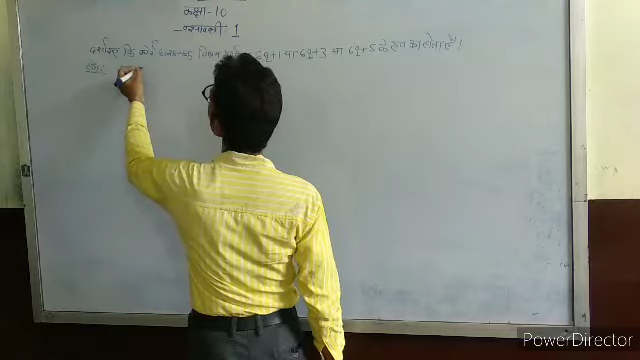 कक्षा-10
प्रश्नावली 1
दर्शाइए कि कोई धनात्मक विषम 6q+1 या 6q+3 या 6q+5 के रूप का होता है।
हल:
PowerDirector